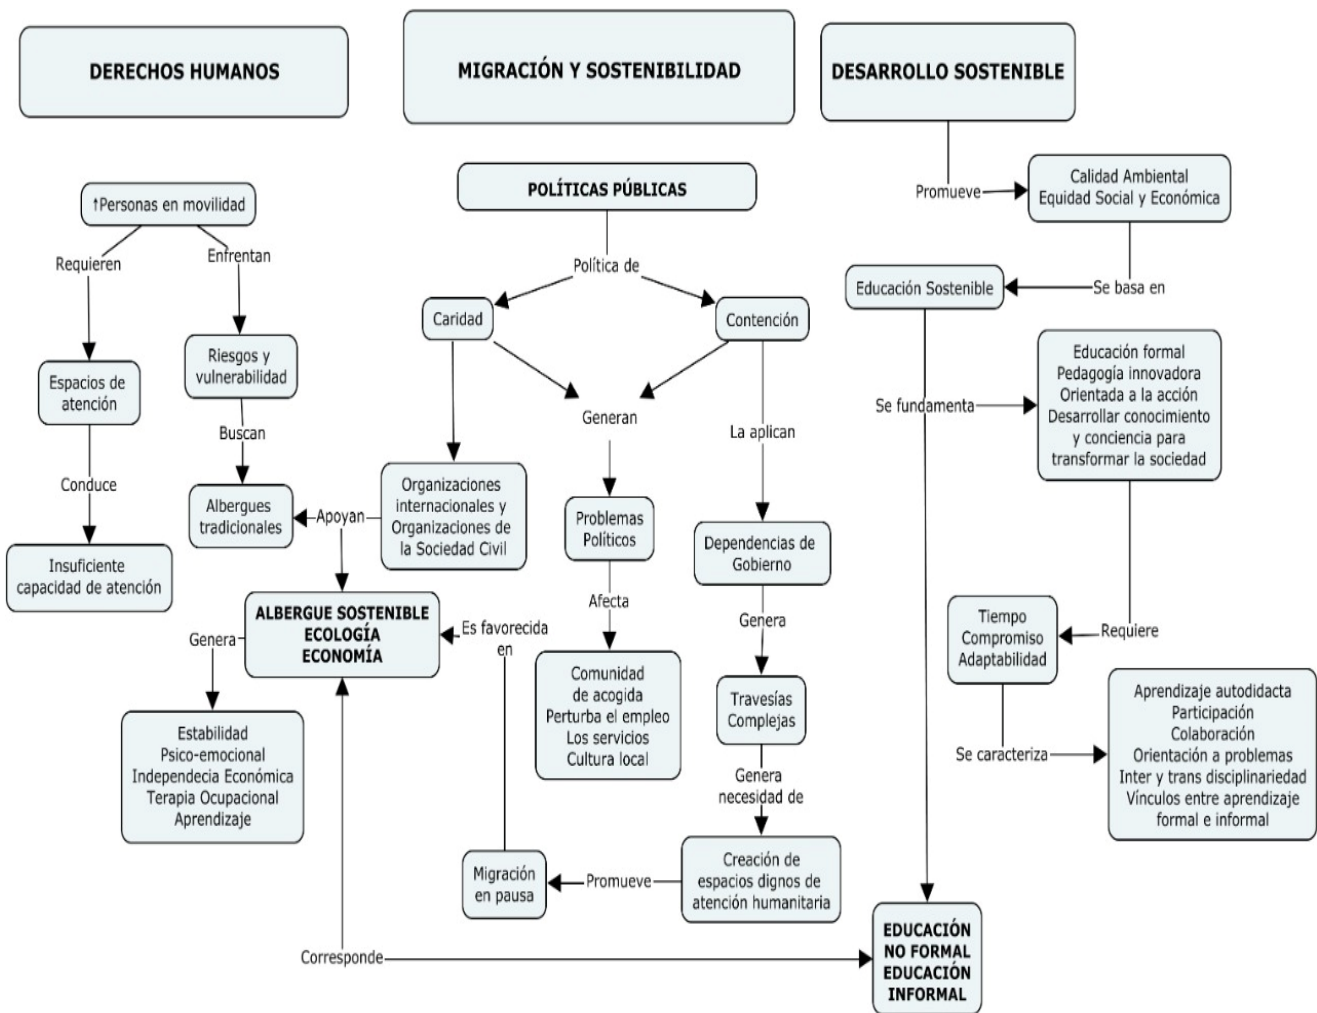 DERECHOS HUMANOS
MIGRACIÓN Y SOSTENIBILIDAD
DESARROLLO SOSTENIBLE
↑Personas en movilidad
Requieren
Enfrentan
Espacios de
atención
Riesgos y
vulnerabilidad
Conduce
Buscan
Insuficiente
capacidad de atención
Albergues
tradicionales
Apoyan
POLÍTICAS PÚBLICAS
Política de
Caridad
Contención
Generan
La aplican
Organizaciones
internacionales y
Organizaciones de
la Sociedad Civil
Problemas
Políticos
Dependencias de
Gobierno
Afecta
Genera
Comunidad
de acogida
Perturba el empleo
Los servicios
Cultura local
Travesías
Complejas
Genera
necesidad de
Creación de
espacios dignos de
atención humanitaria
Promueve
Migración
en pausa
Es favorecida
en
ALBERGUE SOSTENIBLE
ECOLOGÍA
ECONOMÍA
Genera
Estabilidad
Psico-emocional
Independecia Económica
Terapia Ocupacional
Aprendizaje
Corresponde
Promueve
Calidad Ambiental
Equidad Social y Económica
Se basa en
Educación Sostenible
Se fundamenta
Educación formal
Pedagogía innovadora
Orientada a la acción
Desarrollar conocimiento
y conciencia para
transformar la sociedad
Requiere
Tiempo
Compromiso
Adaptabilidad
Se caracteriza
Aprendizaje autodidacta
Participación
Colaboración
Orientación a problemas
Inter y trans disciplinariedad
Vínculos entre aprendizaje
formal e informal
EDUCACIÓN
NO FORMAL
EDUCACIÓN
INFORMAL